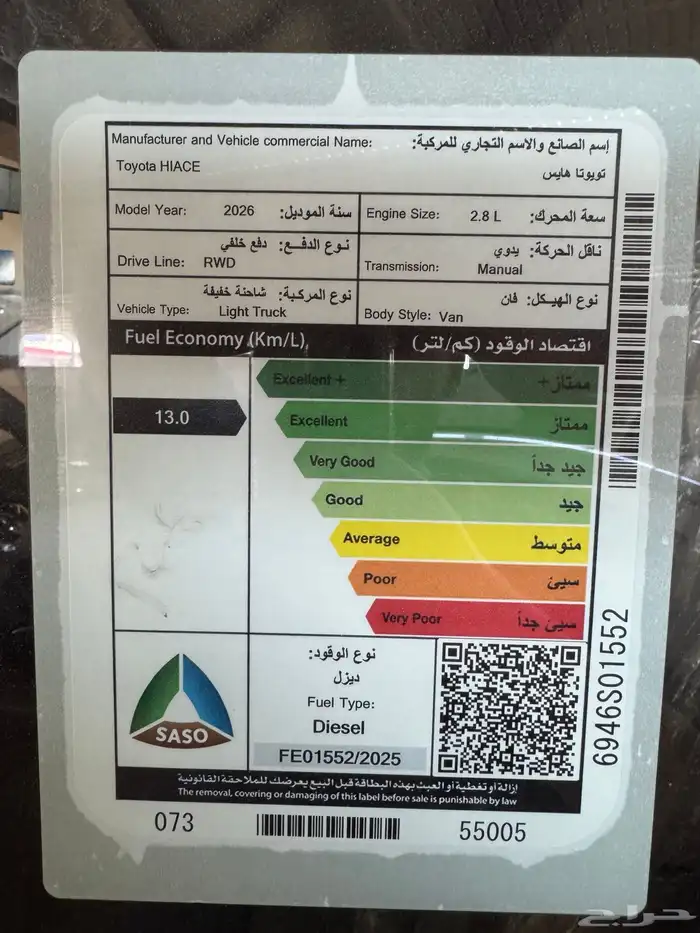 Manufacturer and Vehicle commercial Name: إسم الصانع والاسم التجاري للمركبة:
Toyota HIACE تويوتا هايس
Model Year: 2026 سنة الموديل:
Engine Size: 2.8 L سعة المحرك:
نوع الدفع: دفع خلفي
Drive Line: RWD
ناقل الحركة: يدوي
Transmission: Manual
نوع المركبة: شاحنة خفيفة
Vehicle Type: Light Truck
نوع الهيكل: فان
Body Style: Van
Fuel Economy (Km/L), اقتصاد الوقود (كم/لتر)
Excellent + ممتاز+
13.0
Excellent ممتاز
Very Good جيد جداً
Good جيد
Average متوسط
Poor سيئ
Very Poor سيئ جداً
SASO
نوع الوقود:
ديزل
Fuel Type:
Diesel
FE01552/2025
6946S01552
إزالة أو تغطية أو العبث بهذه البطاقة قبل البيع يعرضك للملاحقة القانونية
The removal, covering or damaging of this label before sale is punishable by law
073 55005
حراج